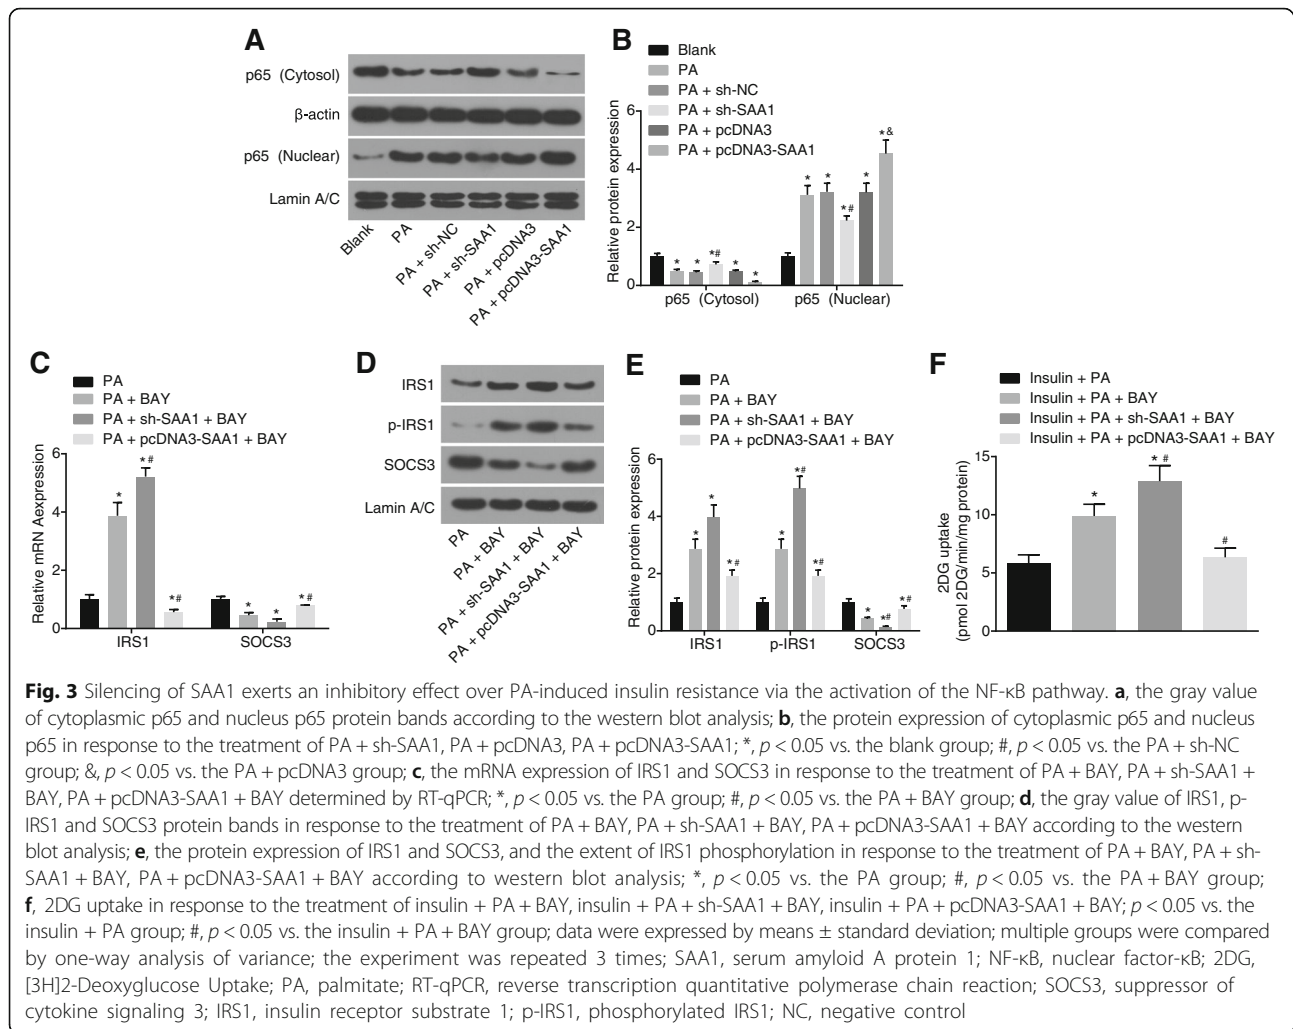 A
p65 (Cytosol)
β-actin
p65 (Nuclear)
Lamin A/C
Blank
PA
PA + sh-NC
PA + sh-SAA1
PA + pcDNA3
PA + pcDNA3-SAA1
B
Blank
PA
PA + sh-NC
PA + sh-SAA1
PA + pcDNA3
PA + pcDNA3-SAA1
Relative protein expression
6
4
2
0
* * *# * *
* * *# * *&
p65 (Cytosol) p65 (Nuclear)
C
PA
PA + BAY
PA + sh-SAA1 + BAY
PA + pcDNA3-SAA1 + BAY
Relative mRN Aexpression
6
4
2
0
* *# *#
* * *#
IRS1 SOCS3
D
IRS1
p-IRS1
SOCS3
Lamin A/C
PA
PA + BAY
PA + sh-SAA1 + BAY
PA + pcDNA3-SAA1 + BAY
E
PA
PA + BAY
PA + sh-SAA1 + BAY
PA + pcDNA3-SAA1 + BAY
Relative protein expression
6
4
2
0
* * *#
* *# *#
* *# *#
IRS1 p-IRS1 SOCS3
F
Insulin + PA
Insulin + PA + BAY
Insulin + PA + sh-SAA1 + BAY
Insulin + PA + pcDNA3-SAA1 + BAY
2DG uptake
(pmol 2DG/min/mg protein)
15
10
5
0
* *# #
Fig. 3 Silencing of SAA1 exerts an inhibitory effect over PA-induced insulin resistance via the activation of the NF-κB pathway. a, the gray value
of cytoplasmic p65 and nucleus p65 protein bands according to the western blot analysis; b, the protein expression of cytoplasmic p65 and nucleus
p65 in response to the treatment of PA + sh-SAA1, PA + pcDNA3, PA + pcDNA3-SAA1; *, p < 0.05 vs. the blank group; #, p < 0.05 vs. the PA + sh-NC
group; &, p < 0.05 vs. the PA + pcDNA3 group; c, the mRNA expression of IRS1 and SOCS3 in response to the treatment of PA + BAY, PA + sh-SAA1 +
BAY, PA + pcDNA3-SAA1 + BAY determined by RT-qPCR; *, p < 0.05 vs. the PA group; #, p < 0.05 vs. the PA + BAY group; d, the gray value of IRS1, p-
IRS1 and SOCS3 protein bands in response to the treatment of PA + BAY, PA + sh-SAA1 + BAY, PA + pcDNA3-SAA1 + BAY according to the western
blot analysis; e, the protein expression of IRS1 and SOCS3, and the extent of IRS1 phosphorylation in response to the treatment of PA + BAY, PA + sh-
SAA1 + BAY, PA + pcDNA3-SAA1 + BAY according to western blot analysis; *, p < 0.05 vs. the PA group; #, p < 0.05 vs. the PA + BAY group;
f, 2DG uptake in response to the treatment of insulin + PA + BAY, insulin + PA + sh-SAA1 + BAY, insulin + PA + pcDNA3-SAA1 + BAY; p < 0.05 vs. the
insulin + PA group; #, p < 0.05 vs. the insulin + PA + BAY group; data were expressed by means ± standard deviation; multiple groups were compared
by one-way analysis of variance; the experiment was repeated 3 times; SAA1, serum amyloid A protein 1; NF-κB, nuclear factor-κB; 2DG,
[3H]2-Deoxyglucose Uptake; PA, palmitate; RT-qPCR, reverse transcription quantitative polymerase chain reaction; SOCS3, suppressor of
cytokine signaling 3; IRS1, insulin receptor substrate 1; p-IRS1, phosphorylated IRS1; NC, negative control